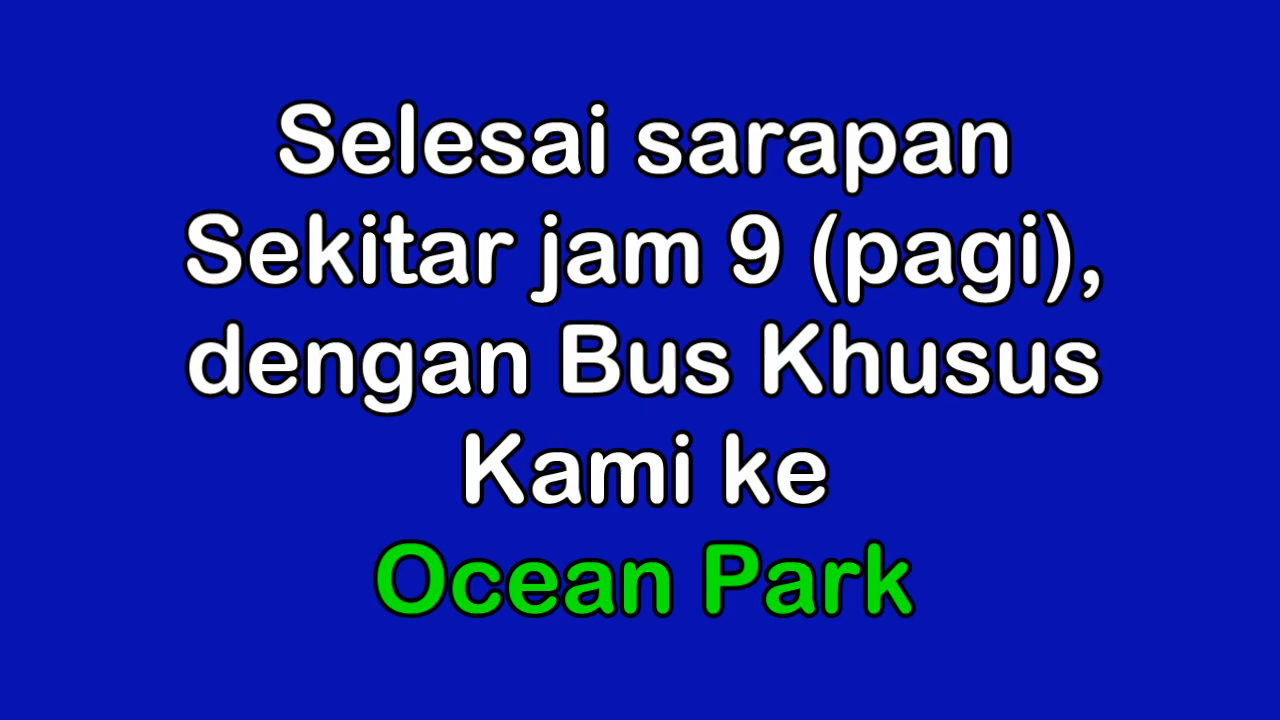 Selesai sarapan
Sekitar jam 9 (pagi),
dengan Bus Khusus
Kami ke
Ocean Park